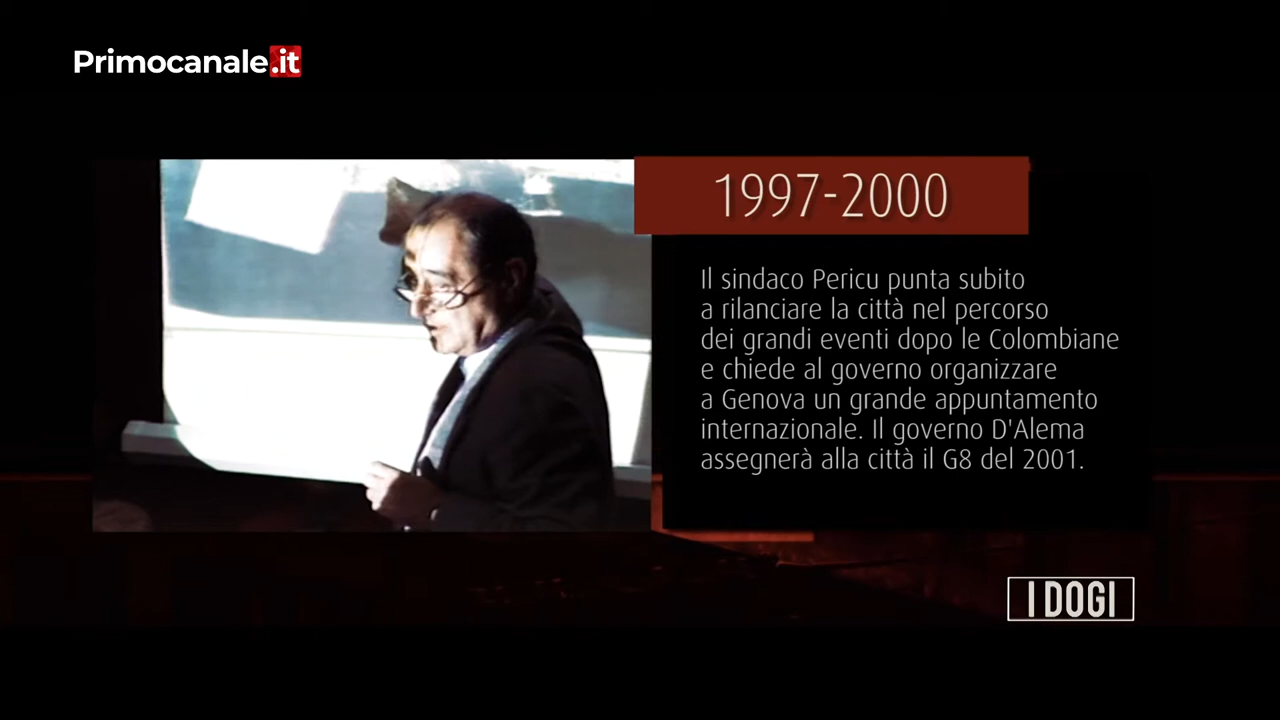 Primocanale.it
1997-2000
Il sindaco Pericu punta subito
a rilanciare la città nel percorso
dei grandi eventi dopo le Colombiane
e chiede al governo organizzare
a Genova un grande appuntamento
internazionale. Il governo D'Alema
assegnerà alla città il G8 del 2001.
I DOGI